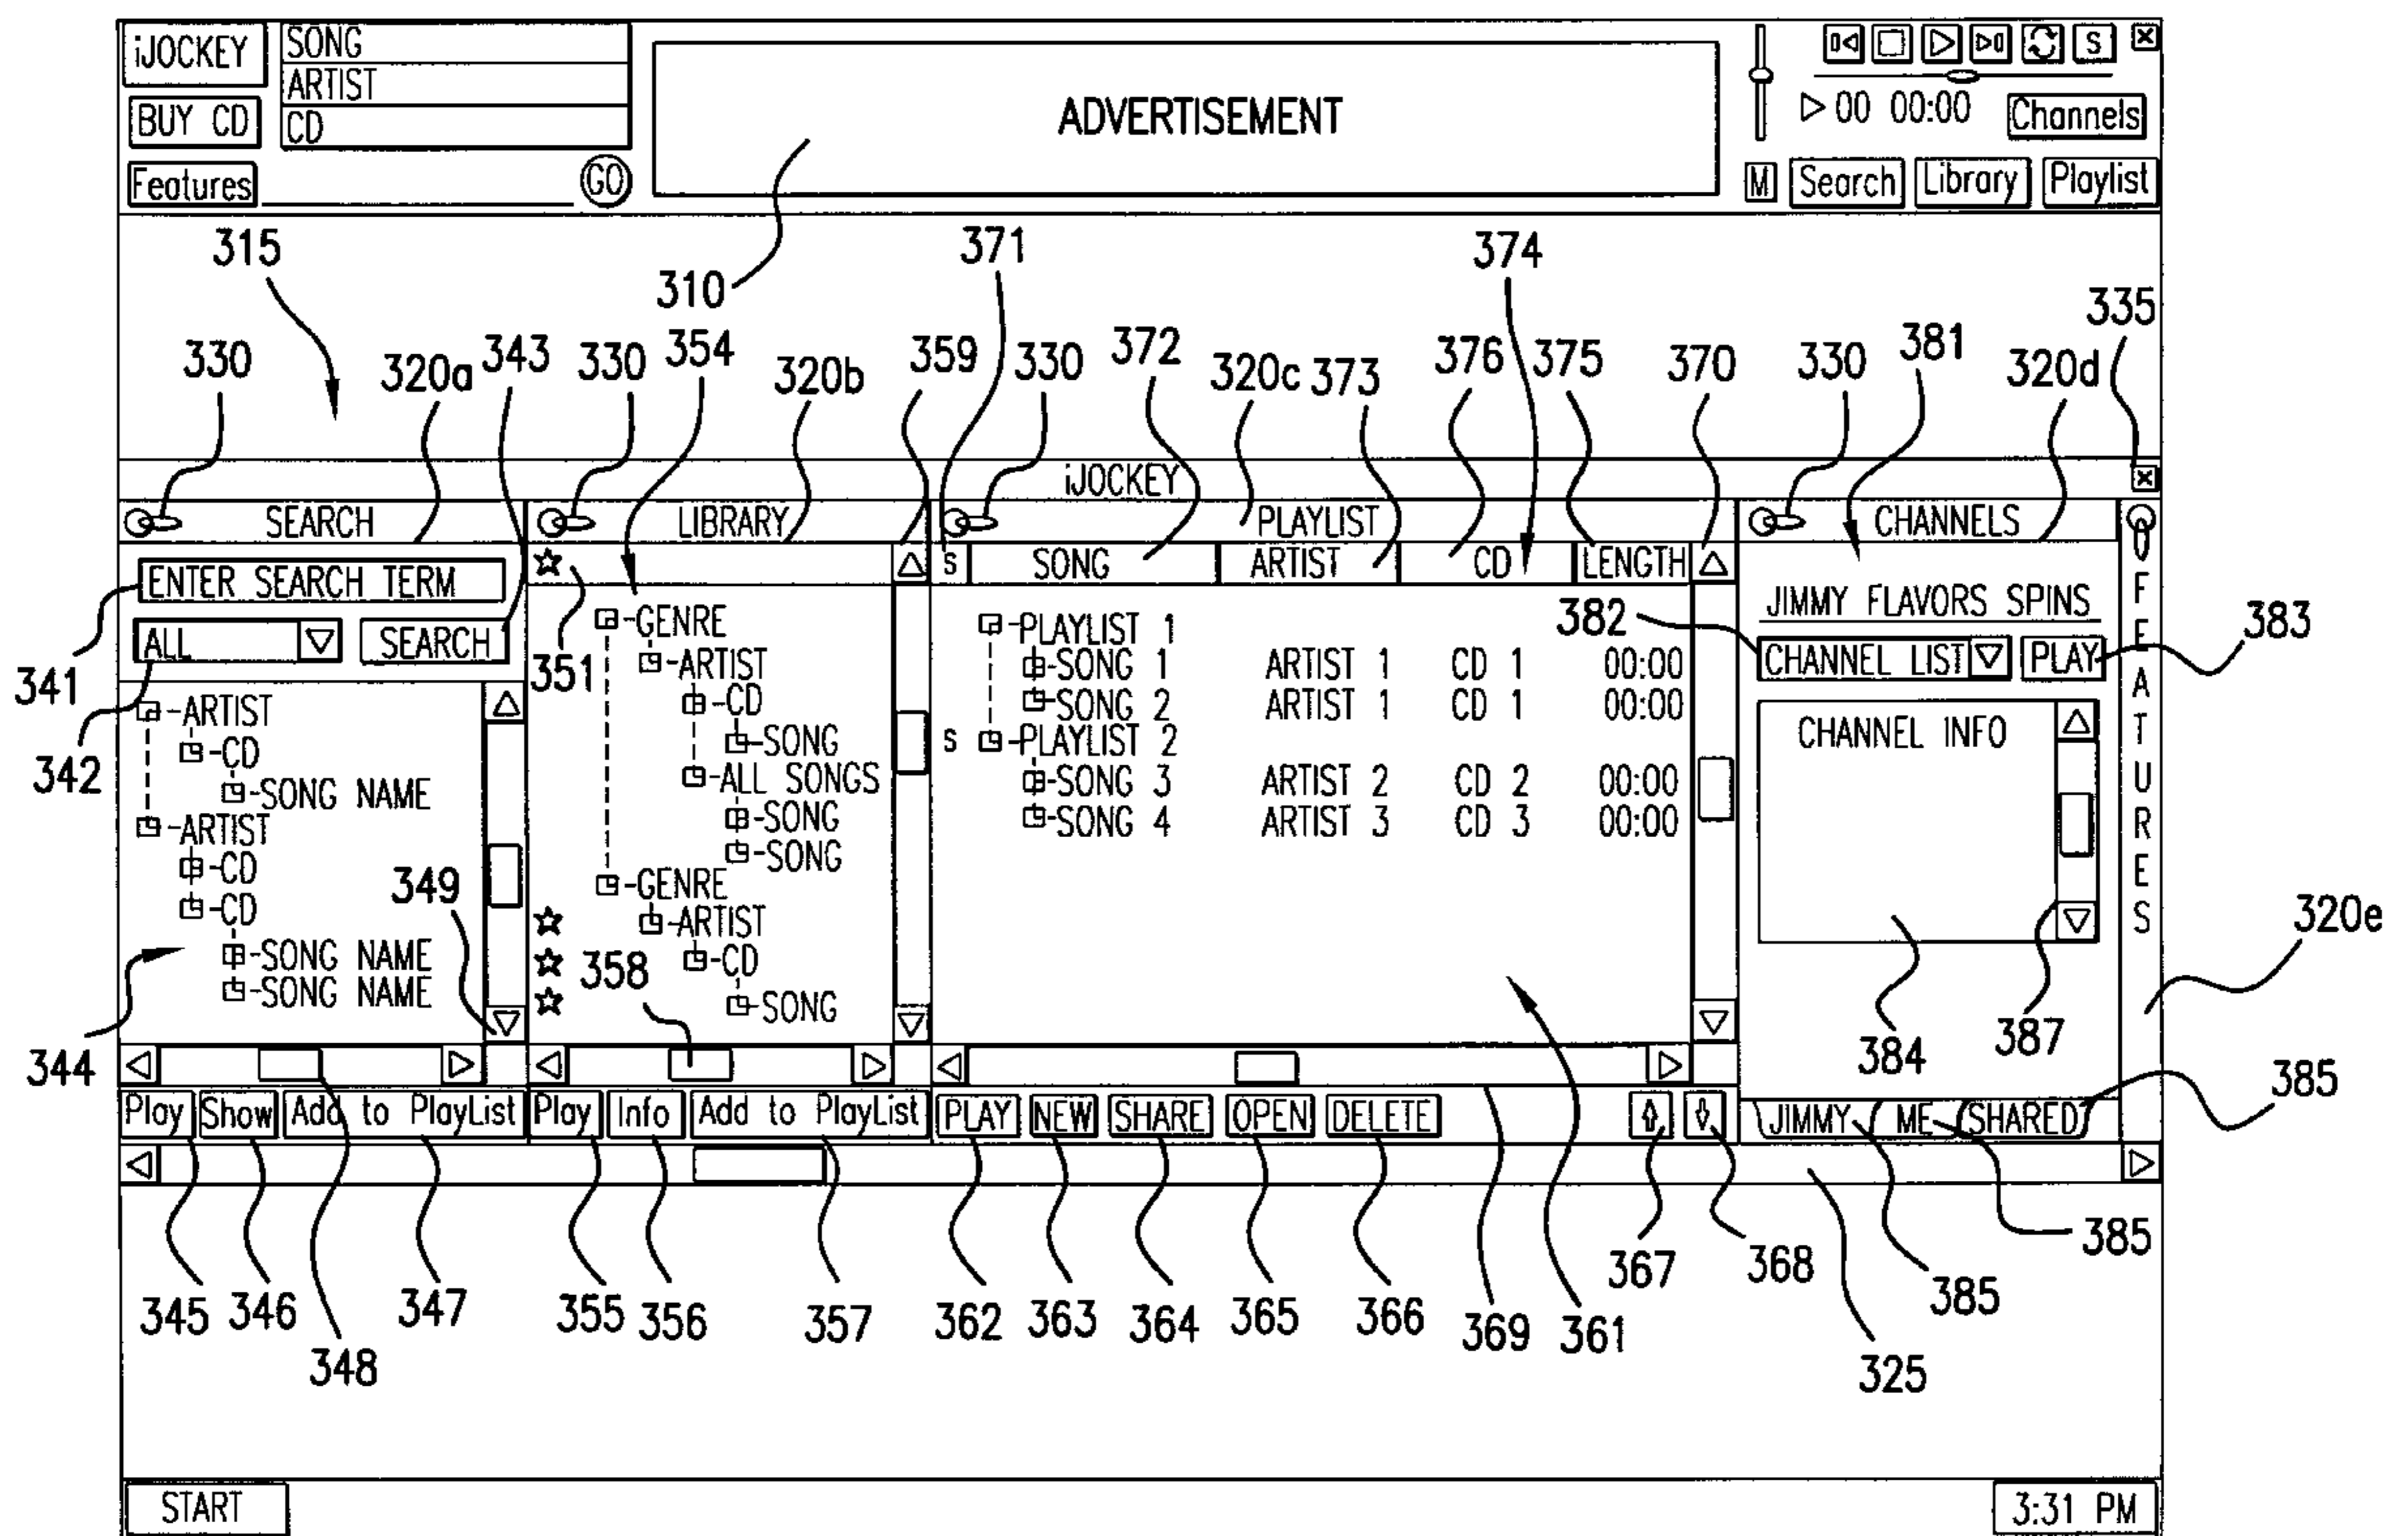 iJOCKEY
SONG
ARTIST
CD
BUY CD
Features
GO
ADVERTISEMENT
S
00 00:00
Channels
M
Search
Library
Playlist
315
310
371
374
335
330
320a
343
330
354
320b
359
330
372
320c
373
376
375
370
330
381
320d
iJOCKEY
SEARCH
LIBRARY
PLAYLIST
CHANNELS
FEATURES
ENTER SEARCH TERM
ALL
SEARCH
341
342
ARTIST
CD
SONG NAME
ARTIST
CD
CD
SONG NAME
SONG NAME
344
349
351
GENRE
ARTIST
CD
SONG
ALL SONGS
SONG
SONG
GENRE
ARTIST
CD
SONG
358
S SONG ARTIST CD LENGTH
PLAYLIST 1
SONG 1 ARTIST 1 CD 1 00:00
SONG 2 ARTIST 1 CD 1 00:00
S PLAYLIST 2
SONG 3 ARTIST 2 CD 2 00:00
SONG 4 ARTIST 3 CD 3 00:00
JIMMY FLAVORS SPINS
382
383
CHANNEL LIST
PLAY
CHANNEL INFO
384
387
320e
385
Play
Show
Add to PlayList
Play
Info
Add to PlayList
PLAY
NEW
SHARE
OPEN
DELETE
JIMMY
ME
SHARED
345
346
347
348
355
356
357
362
363
364
365
366
369
361
367
368
385
385
325
START
3:31 PM